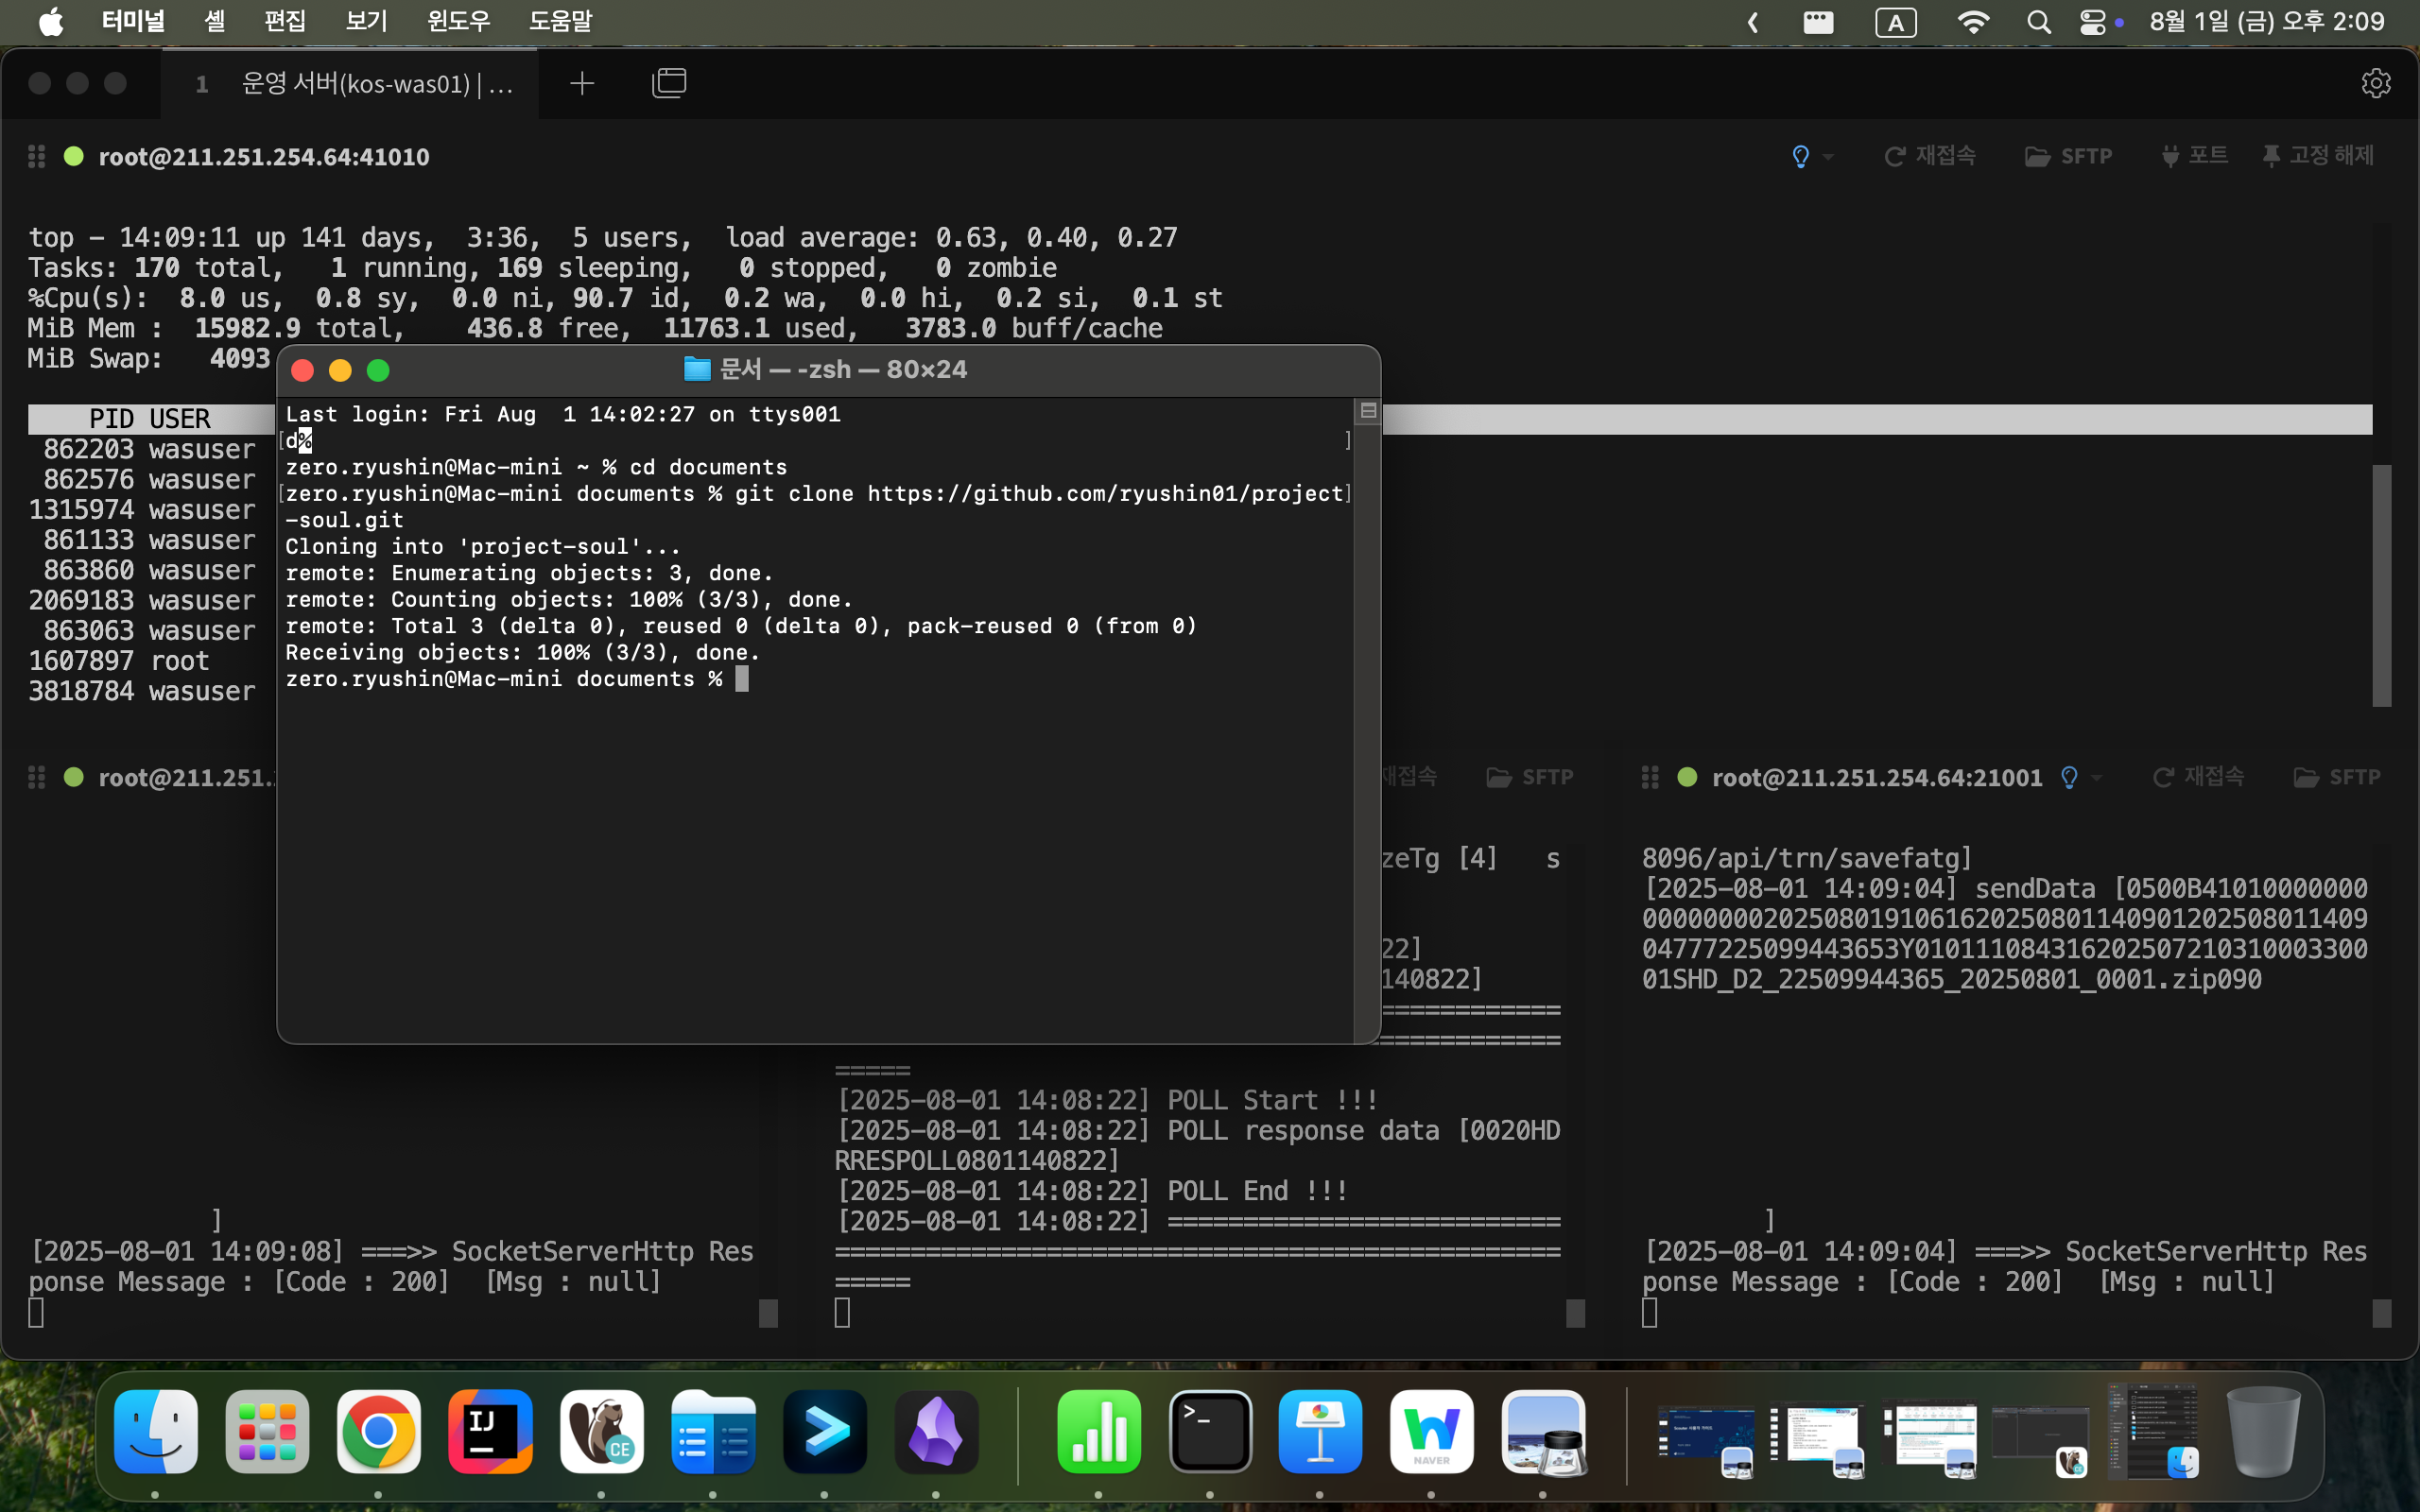 터미널 셸 편집 보기 윈도우 도움말 A 8월 1일 (금) 오후 2:09
1 운영 서버(kos-was01) | ...
root@211.251.254.64:41010 재접속 SFTP 포트 고정 해제
top - 14:09:11 up 141 days, 3:36, 5 users, load average: 0.63, 0.40, 0.27
Tasks: 170 total, 1 running, 169 sleeping, 0 stopped, 0 zombie
%Cpu(s): 8.0 us, 0.8 sy, 0.0 ni, 90.7 id, 0.2 wa, 0.0 hi, 0.2 si, 0.1 st
MiB Mem : 15982.9 total, 436.8 free, 11763.1 used, 3783.0 buff/cache
MiB Swap: 4093
PID USER
862203 wasuser
862576 wasuser
1315974 wasuser
861133 wasuser
863860 wasuser
2069183 wasuser
863063 wasuser
1607897 root
3818784 wasuser
문서 — -zsh — 80×24
Last login: Fri Aug  1 14:02:27 on ttys001
[d% ]
zero.ryushin@Mac-mini ~ % cd documents
[zero.ryushin@Mac-mini documents % git clone https://github.com/ryushin01/project]
-soul.git
Cloning into 'project-soul'...
remote: Enumerating objects: 3, done.
remote: Counting objects: 100% (3/3), done.
remote: Total 3 (delta 0), reused 0 (delta 0), pack-reused 0 (from 0)
Receiving objects: 100% (3/3), done.
zero.ryushin@Mac-mini documents %
root@211.251.
]
[2025-08-01 14:09:08] ===>> SocketServerHttp Res
ponse Message : [Code : 200] [Msg : null]
재접속 SFTP
zeTg [4] s
22]
140822]
==========================
==========================
=====
[2025-08-01 14:08:22] POLL Start !!!
[2025-08-01 14:08:22] POLL response data [0020HD
RRESPOLL0801140822]
[2025-08-01 14:08:22] POLL End !!!
[2025-08-01 14:08:22] ==========================
================================================
=====
root@211.251.254.64:21001 재접속 SFTP
8096/api/trn/savefatg]
[2025-08-01 14:09:04] sendData [0500B41010000000
000000002025080191061620250801140901202508011409
047772250994436​53Y010111084316202507210310003300
01SHD_D2_22509944365_20250801_0001.zip090
]
[2025-08-01 14:09:04] ===>> SocketServerHttp Res
ponse Message : [Code : 200] [Msg : null]
IJ
CE
>_
NAVER